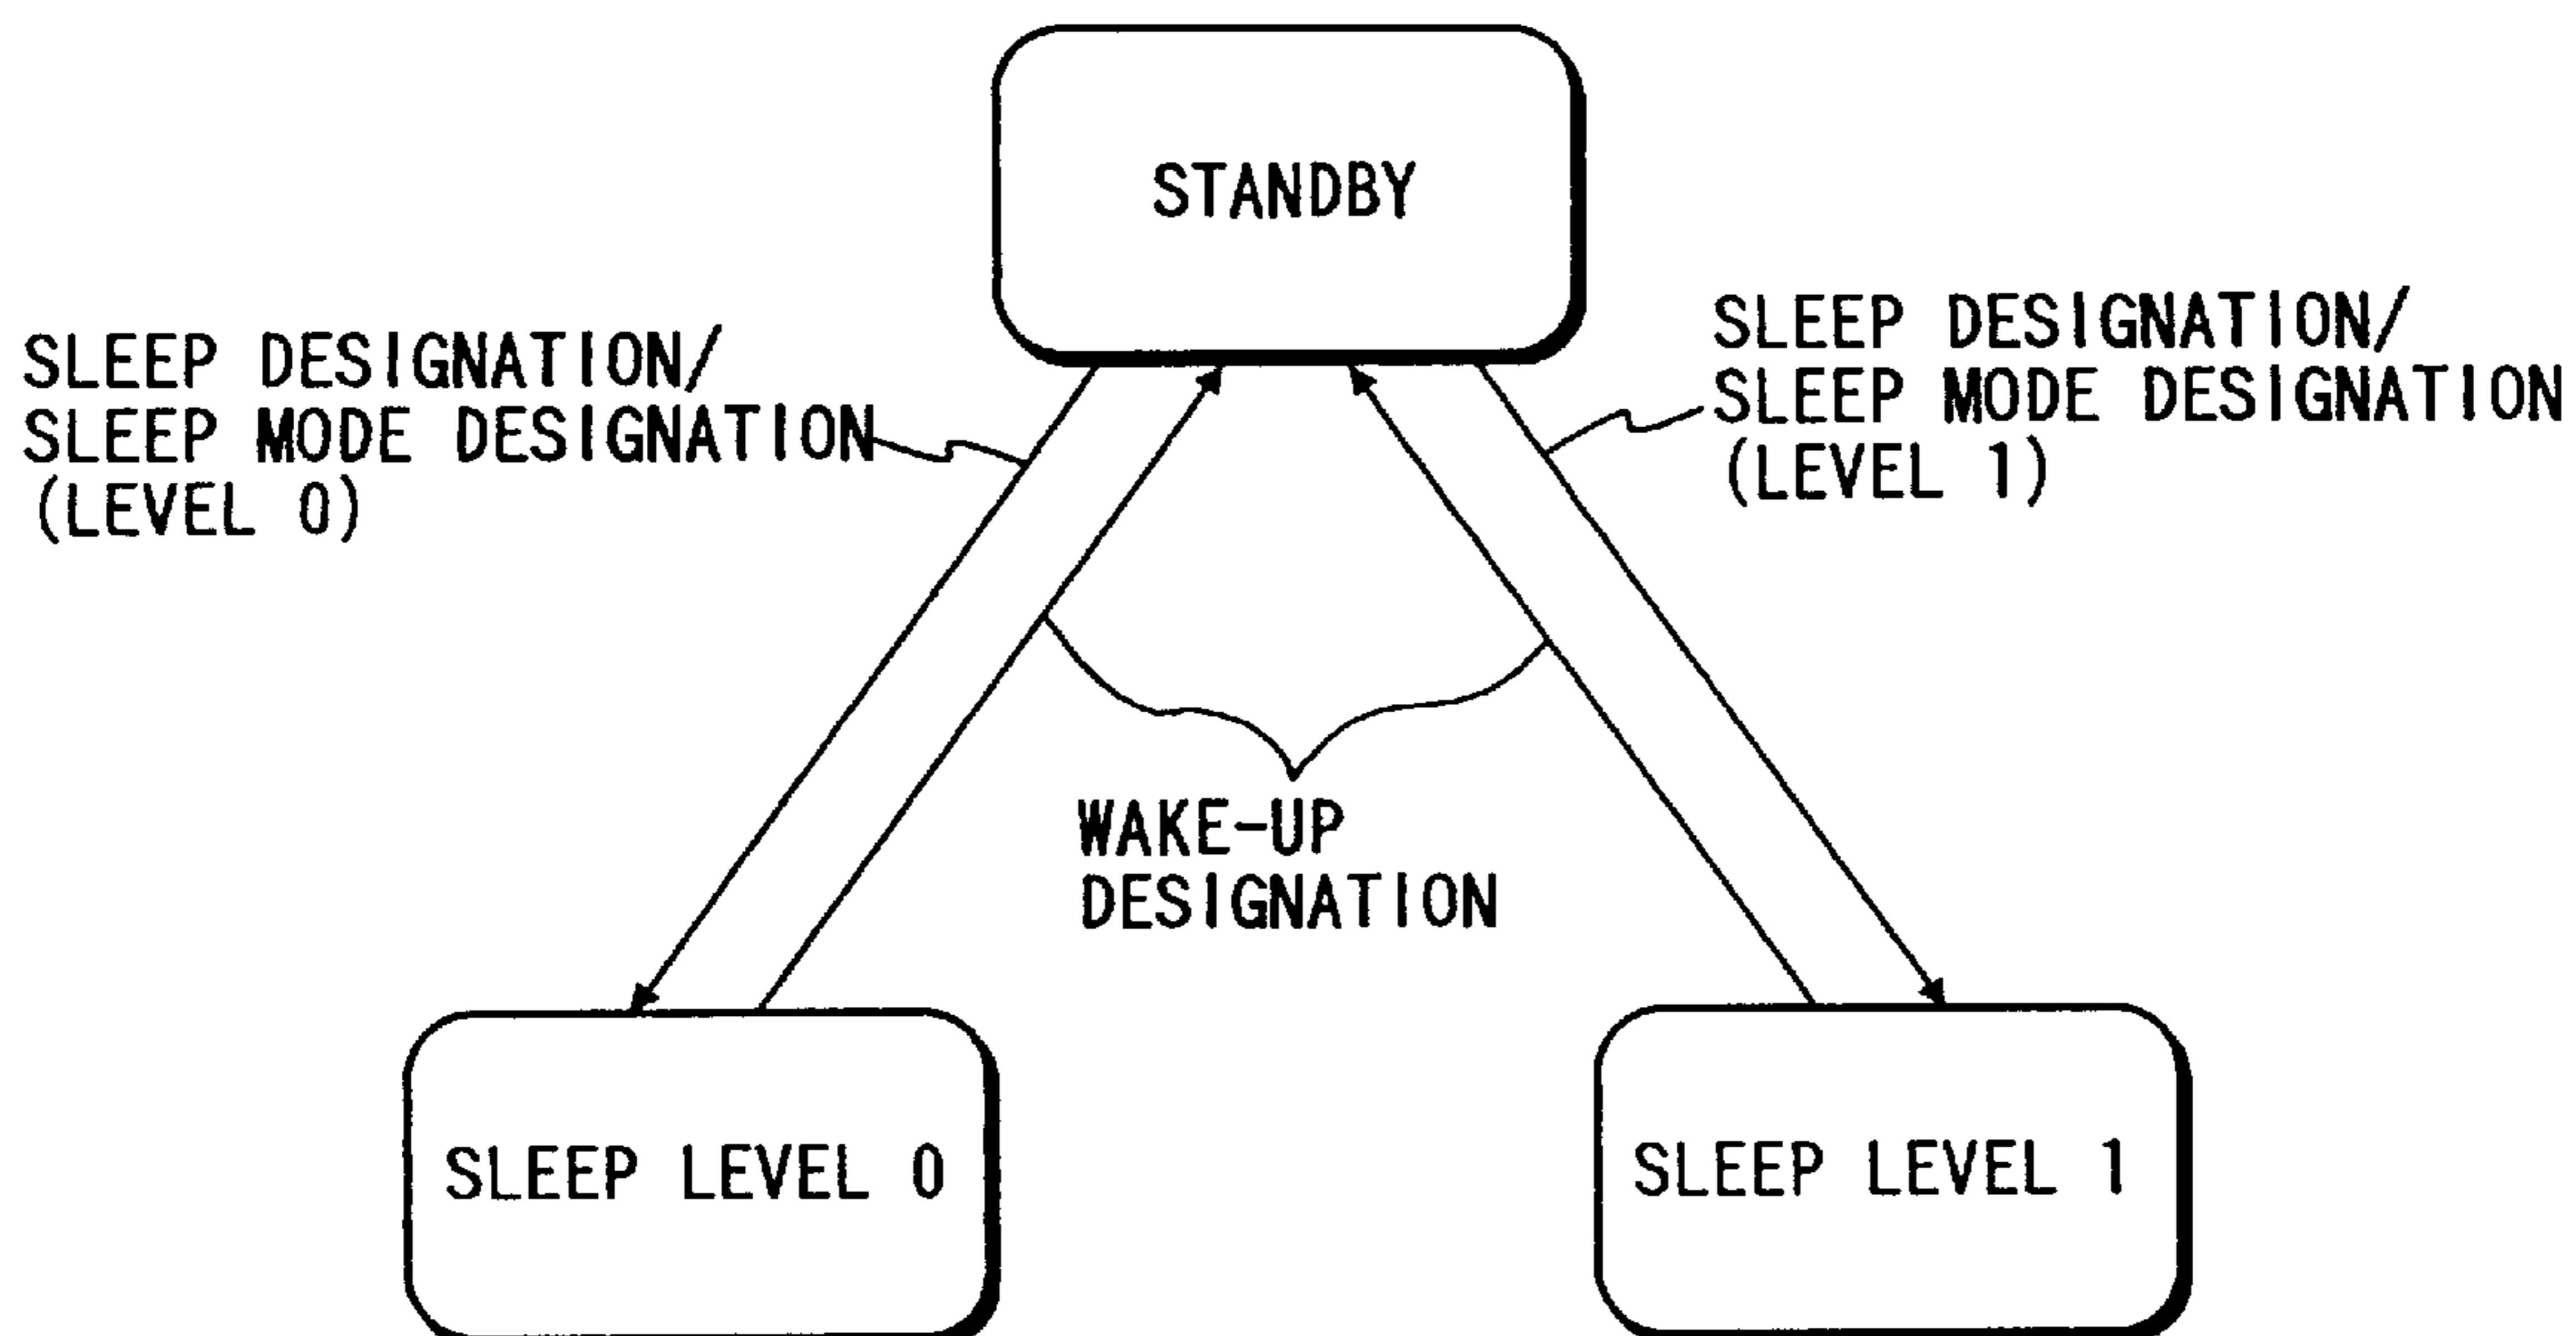 STANDBY
SLEEP DESIGNATION/
SLEEP MODE DESIGNATION
(LEVEL 0)
SLEEP DESIGNATION/
SLEEP MODE DESIGNATION
(LEVEL 1)
WAKE-UP
DESIGNATION
SLEEP LEVEL 0
SLEEP LEVEL 1